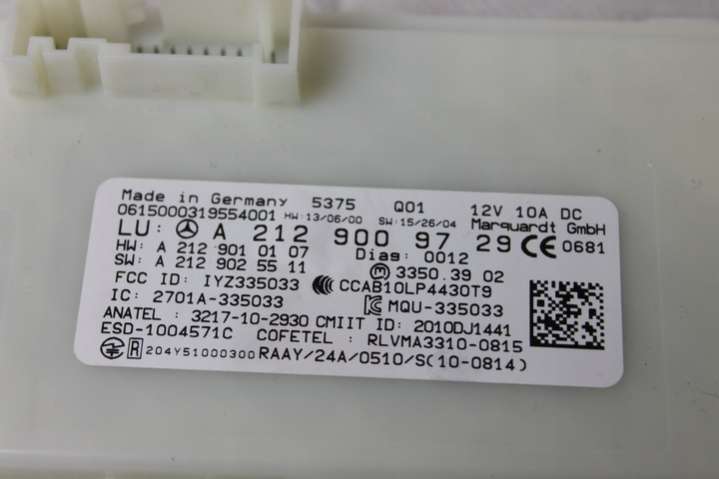 Made in Germany 5375 Q01 12V 10A DC
0615000319554001 HW:13/06/00 SW:15/26/04 Marquardt GmbH
LU: A 212 900 97 29 CE 0681
HW: A 212 901 01 07 Diag: 0012
SW: A 212 902 55 11 M 3350.39 02
FCC ID: IYZ335033 CCAB10LP4430T9
IC: 2701A-335033 MQU-335033
ANATEL: 3217-10-2930 CMIIT ID: 2010DJ1441
ESD-1004571C COFETEL: RLVMA3310-0815
R 204Y51000300 RAAY/24A/0510/S(10-0814)